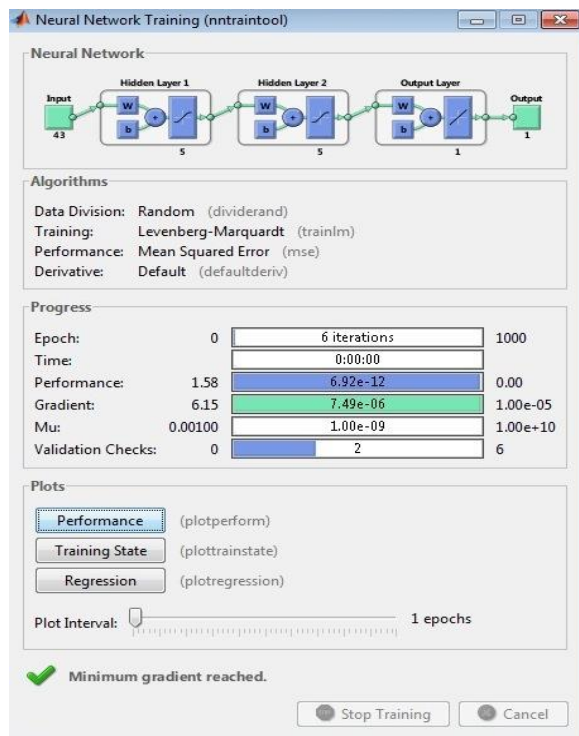 Neural Network Training (nntraintool)
Neural Network
Hidden Layer 1 Hidden Layer 2 Output Layer
Input Output
W W W
b + b + b +
43 5 5 1 1
Algorithms
Data Division: Random (dividerand)
Training: Levenberg-Marquardt (trainlm)
Performance: Mean Squared Error (mse)
Derivative: Default (defaultderiv)
Progress
Epoch: 0 6 iterations 1000
Time: 0:00:00
Performance: 1.58 6.92e-12 0.00
Gradient: 6.15 7.49e-06 1.00e-05
Mu: 0.00100 1.00e-09 1.00e+10
Validation Checks: 0 2 6
Plots
Performance (plotperform)
Training State (plottrainstate)
Regression (plotregression)
Plot Interval: 1 epochs
Minimum gradient reached.
Stop Training Cancel